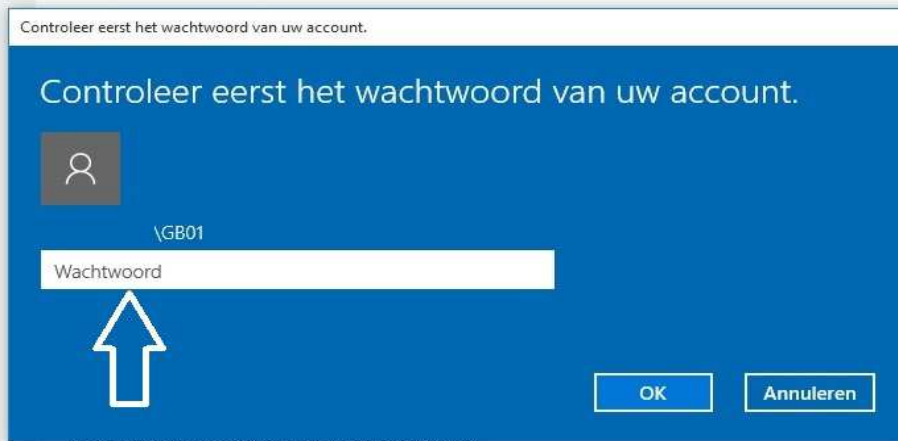 Controleer eerst het wachtwoord van uw account.
Controleer eerst het wachtwoord van uw account.
\GB01
Wachtwoord
OK Annuleren